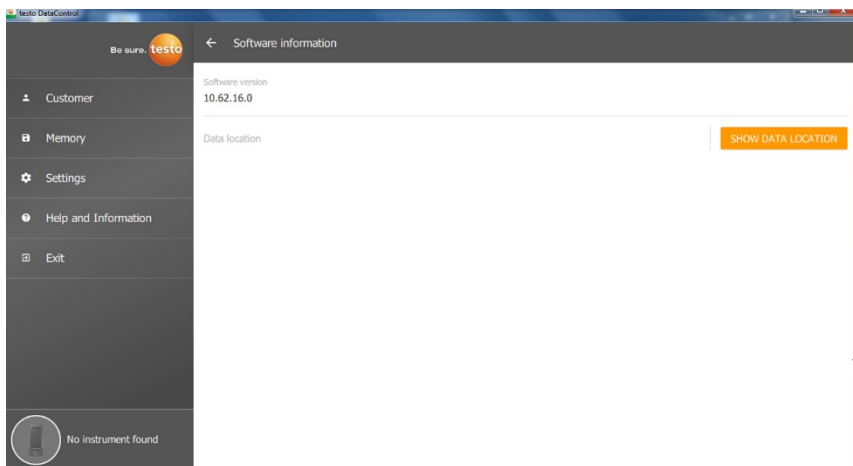 testo DataControl
Be sure. testo
← Software information
Customer
Memory
Settings
Help and Information
Exit
No instrument found
Software version
10.62.16.0
Data location
SHOW DATA LOCATION